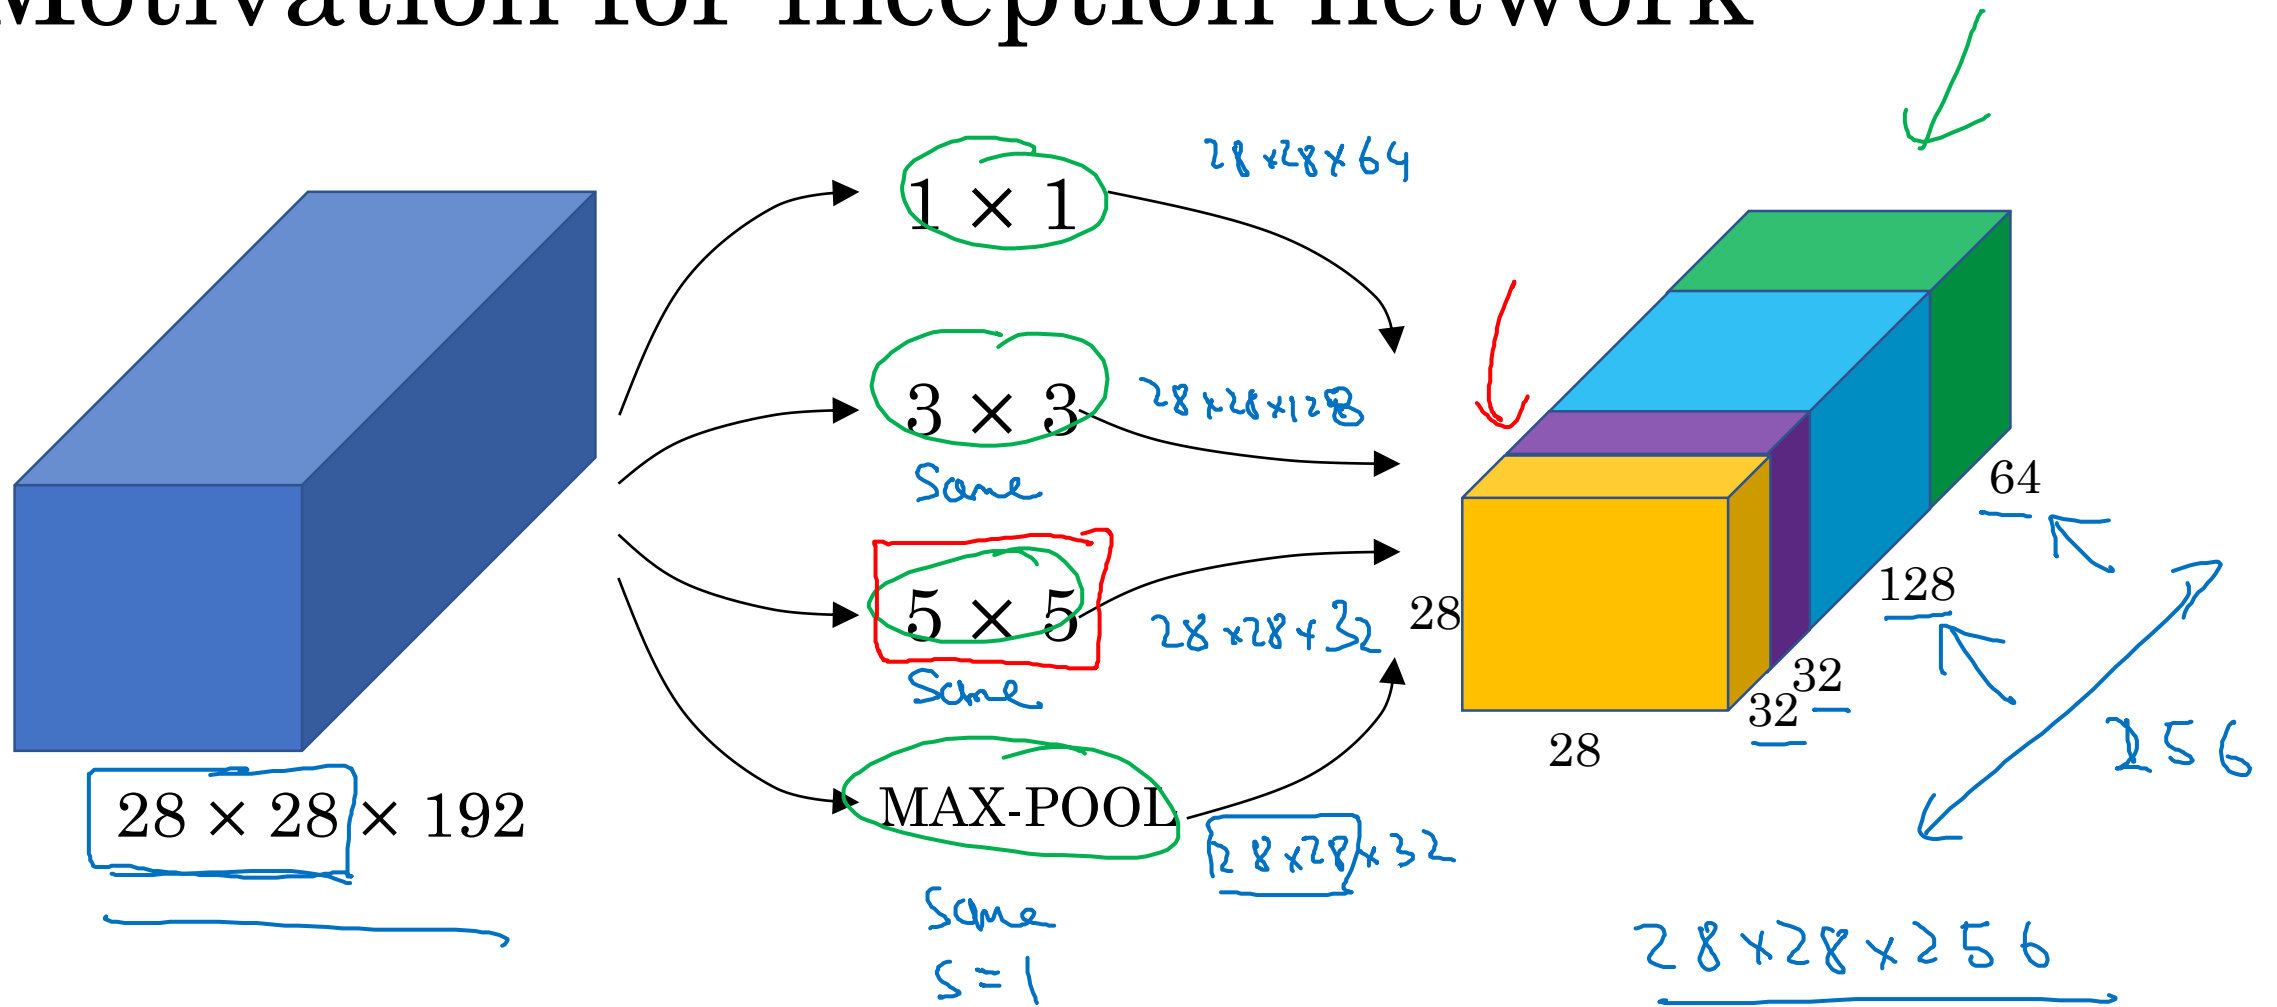 Motivation for inception network
28×28×64
1 × 1
3 × 3
28×28×128
Same
5 × 5
28×28×32
Same
MAX-POOL
28×28×32
Same
s = 1
28 × 28 × 192
64
128
32
32
28
28
256
28×28×256